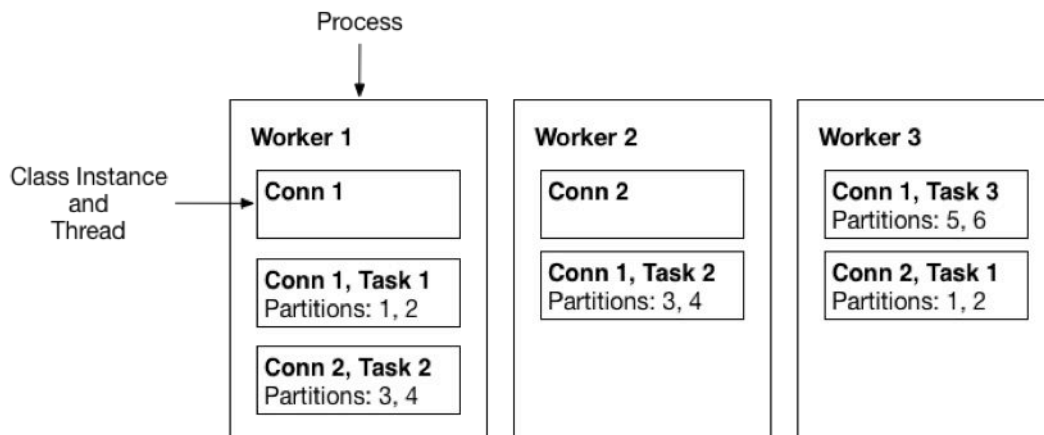 Process
Class Instance
and
Thread
Worker 1
Conn 1
Conn 1, Task 1
Partitions: 1, 2
Conn 2, Task 2
Partitions: 3, 4
Worker 2
Conn 2
Conn 1, Task 2
Partitions: 3, 4
Worker 3
Conn 1, Task 3
Partitions: 5, 6
Conn 2, Task 1
Partitions: 1, 2